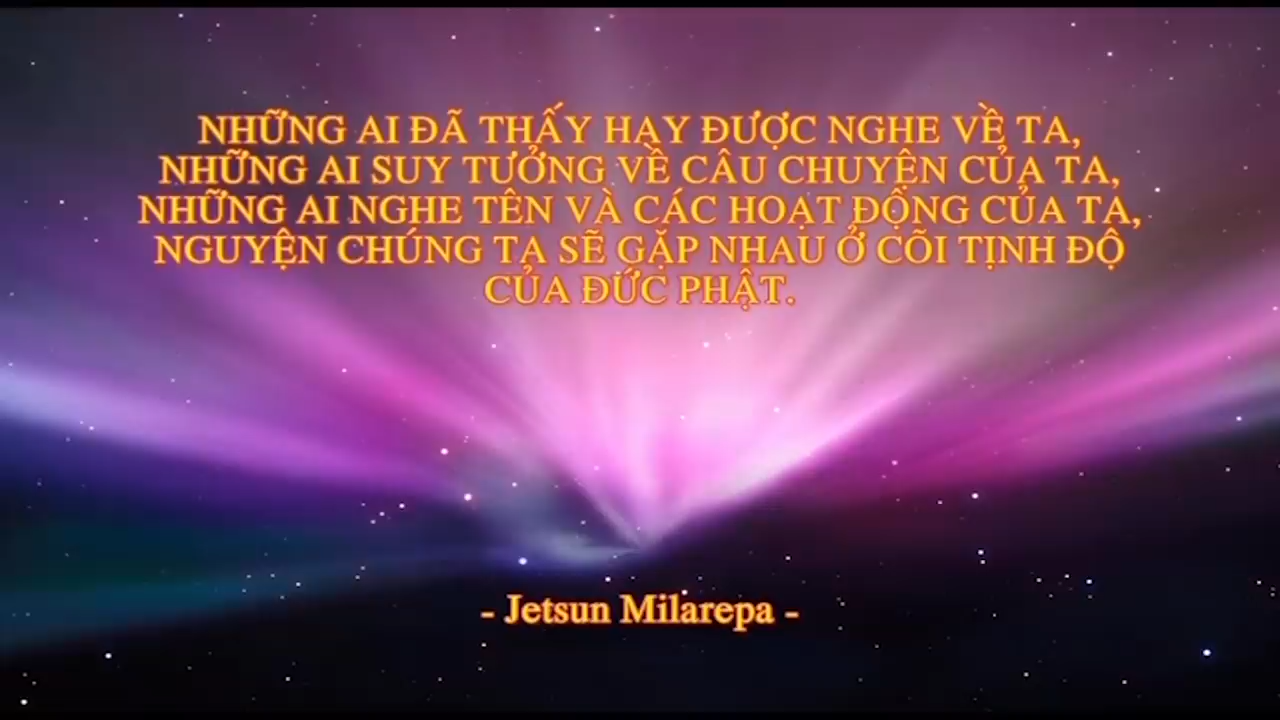 NHỮNG AI ĐÃ THẤY HAY ĐƯỢC NGHE VỀ TA,
NHỮNG AI SUY TƯỞNG VỀ CÂU CHUYỆN CỦA TA,
NHỮNG AI NGHE TÊN VÀ CÁC HOẠT ĐỘNG CỦA TA,
NGUYỆN CHÚNG TA SẼ GẶP NHAU Ở CÕI TỊNH ĐỘ
CỦA ĐỨC PHẬT.
- Jetsun Milarepa -